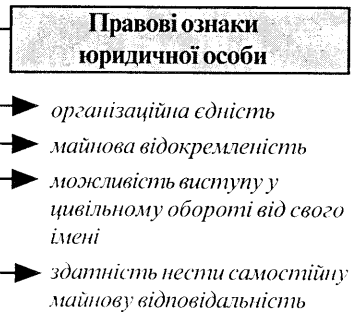 Правові ознаки
юридичної особи
організаційна єдність
майнова відокремленість
можливість виступу у
цивільному обороті від свого
імені
здатність нести самостійну
майнову відповідальність